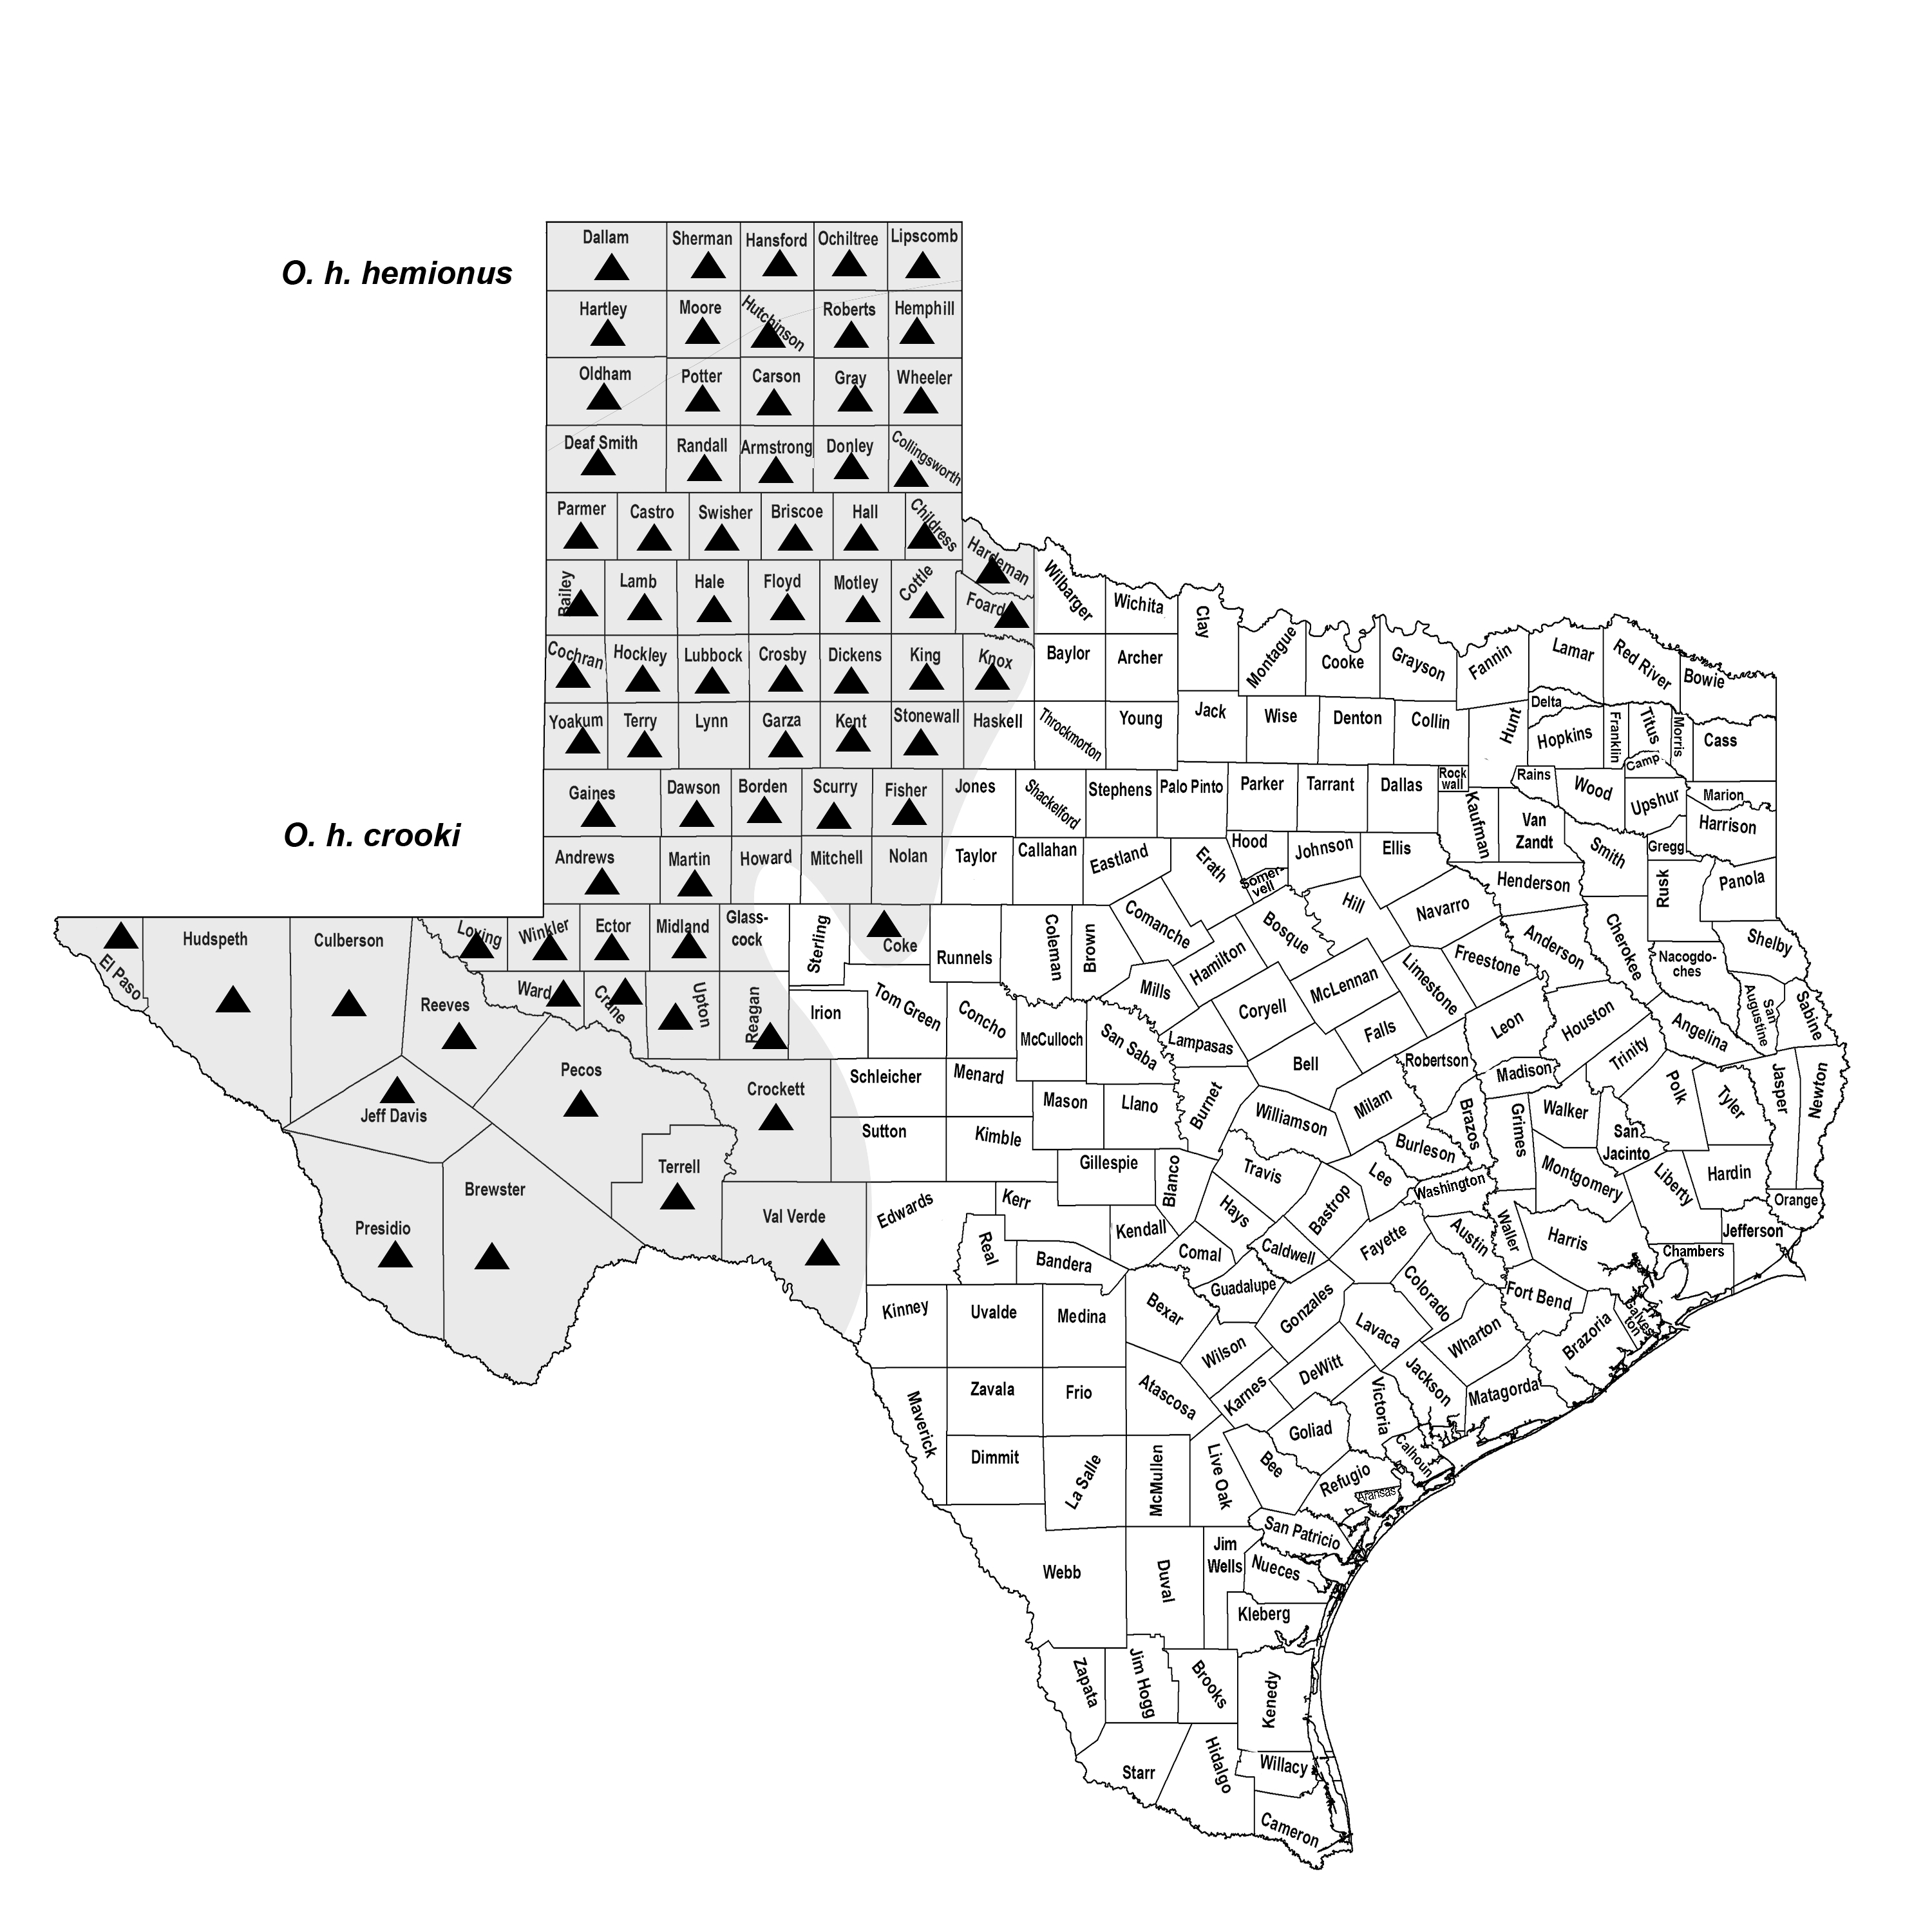 O. h. hemionus
Dallam
Sherman
Hansford
Ochiltree
Lipscomb
Hartley
Moore
Hutchinson
Roberts
Hemphill
Oldham
Potter
Carson
Gray
Wheeler
Deaf Smith
Randall
Armstrong
Donley
Collingsworth
Parmer
Castro
Swisher
Briscoe
Hall
Childress
Hardeman
Bailey
Lamb
Hale
Floyd
Motley
Cottle
Foard
Wilbarger
Wichita
Clay
Montague
Cooke
Grayson
Fannin
Lamar
Red River
Bowie
Cochran
Hockley
Lubbock
Crosby
Dickens
King
Knox
Baylor
Archer
Yoakum
Terry
Lynn
Garza
Kent
Stonewall
Haskell
Throckmorton
Young
Jack
Wise
Denton
Collin
Hunt
Delta
Hopkins
Franklin
Titus
Morris
Cass
Camp
O. h. crooki
Gaines
Dawson
Borden
Scurry
Fisher
Jones
Shackelford
Stephens
Palo Pinto
Parker
Tarrant
Dallas
Rock
wall
Kaufman
Rains
Wood
Upshur
Marion
Harrison
Van
Zandt
Smith
Gregg
Andrews
Martin
Howard
Mitchell
Nolan
Taylor
Callahan
Eastland
Erath
Hood
Somer-
vell
Johnson
Ellis
Henderson
Rusk
Panola
El Paso
Hudspeth
Culberson
Reeves
Loving
Winkler
Ector
Midland
Glass-
cock
Sterling
Coke
Runnels
Coleman
Brown
Comanche
Hamilton
Bosque
Hill
Navarro
Freestone
Anderson
Cherokee
Nacogdo-
ches
Shelby
Ward
Crane
Upton
Reagan
Irion
Tom Green
Concho
McCulloch
San Saba
Mills
Lampasas
Coryell
McLennan
Limestone
Falls
Bell
Robertson
Leon
Houston
Madison
Trinity
Angelina
San
Augustine
Sabine
Jeff Davis
Pecos
Crockett
Schleicher
Menard
Mason
Llano
Burnet
Williamson
Milam
Brazos
Grimes
Walker
San
Jacinto
Polk
Tyler
Jasper
Newton
Presidio
Brewster
Terrell
Val Verde
Sutton
Kimble
Gillespie
Blanco
Travis
Hays
Bastrop
Lee
Burleson
Washington
Montgomery
Liberty
Hardin
Orange
Edwards
Kerr
Real
Bandera
Kendall
Comal
Caldwell
Guadalupe
Fayette
Austin
Waller
Harris
Chambers
Jefferson
Kinney
Uvalde
Medina
Bexar
Wilson
Gonzales
Lavaca
Colorado
Wharton
Fort Bend
Brazoria
Galves-
ton
Maverick
Zavala
Frio
Atascosa
Karnes
DeWitt
Victoria
Jackson
Matagorda
Dimmit
La Salle
McMullen
Live Oak
Bee
Goliad
Refugio
Calhoun
Aransas
San Patricio
Webb
Duval
Jim
Wells
Nueces
Kleberg
Zapata
Jim Hogg
Brooks
Kenedy
Starr
Hidalgo
Willacy
Cameron